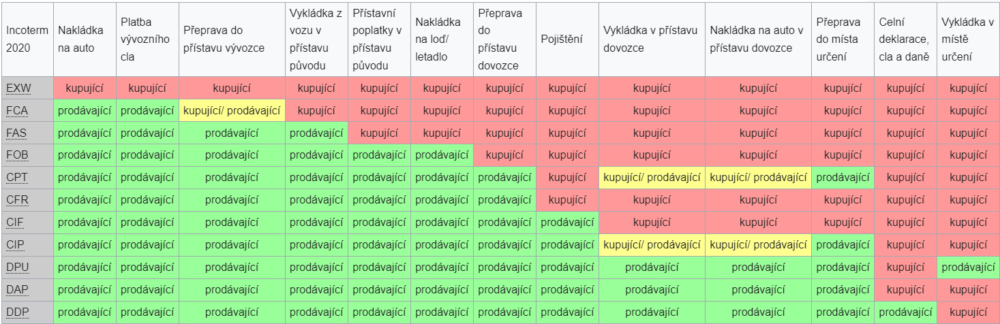 Incoterm 2020 | Nakládka na auto | Platba vývozního cla | Přeprava do přístavu vývozce | Vykládka z vozu v přístavu původu | Přístavní poplatky v přístavu původu | Nakládka na loď/ letadlo | Přeprava do přístavu dovozce | Pojištění | Vykládka v přístavu dovozce | Nakládka na auto v přístavu dovozce | Přeprava do místa určení | Celní deklarace, cla a daně | Vykládka v místě určení
EXW kupující kupující kupující kupující kupující kupující kupující kupující kupující kupující kupující kupující kupující
FCA prodávající prodávající kupující/ prodávající kupující kupující kupující kupující kupující kupující kupující kupující kupující kupující
FAS prodávající prodávající prodávající prodávající kupující kupující kupující kupující kupující kupující kupující kupující kupující
FOB prodávající prodávající prodávající prodávající prodávající prodávající kupující kupující kupující kupující kupující kupující kupující
CPT prodávající prodávající prodávající prodávající prodávající prodávající prodávající kupující kupující/ prodávající kupující/ prodávající prodávající kupující kupující
CFR prodávající prodávající prodávající prodávající prodávající prodávající prodávající kupující kupující kupující kupující kupující kupující
CIF prodávající prodávající prodávající prodávající prodávající prodávající prodávající prodávající kupující kupující kupující kupující kupující
CIP prodávající prodávající prodávající prodávající prodávající prodávající prodávající prodávající kupující/ prodávající kupující/ prodávající prodávající kupující kupující
DPU prodávající prodávající prodávající prodávající prodávající prodávající prodávající prodávající prodávající prodávající prodávající kupující prodávající
DAP prodávající prodávající prodávající prodávající prodávající prodávající prodávající prodávající prodávající prodávající prodávající kupující kupující
DDP prodávající prodávající prodávající prodávající prodávající prodávající prodávající prodávající prodávající prodávající prodávající prodávající kupující